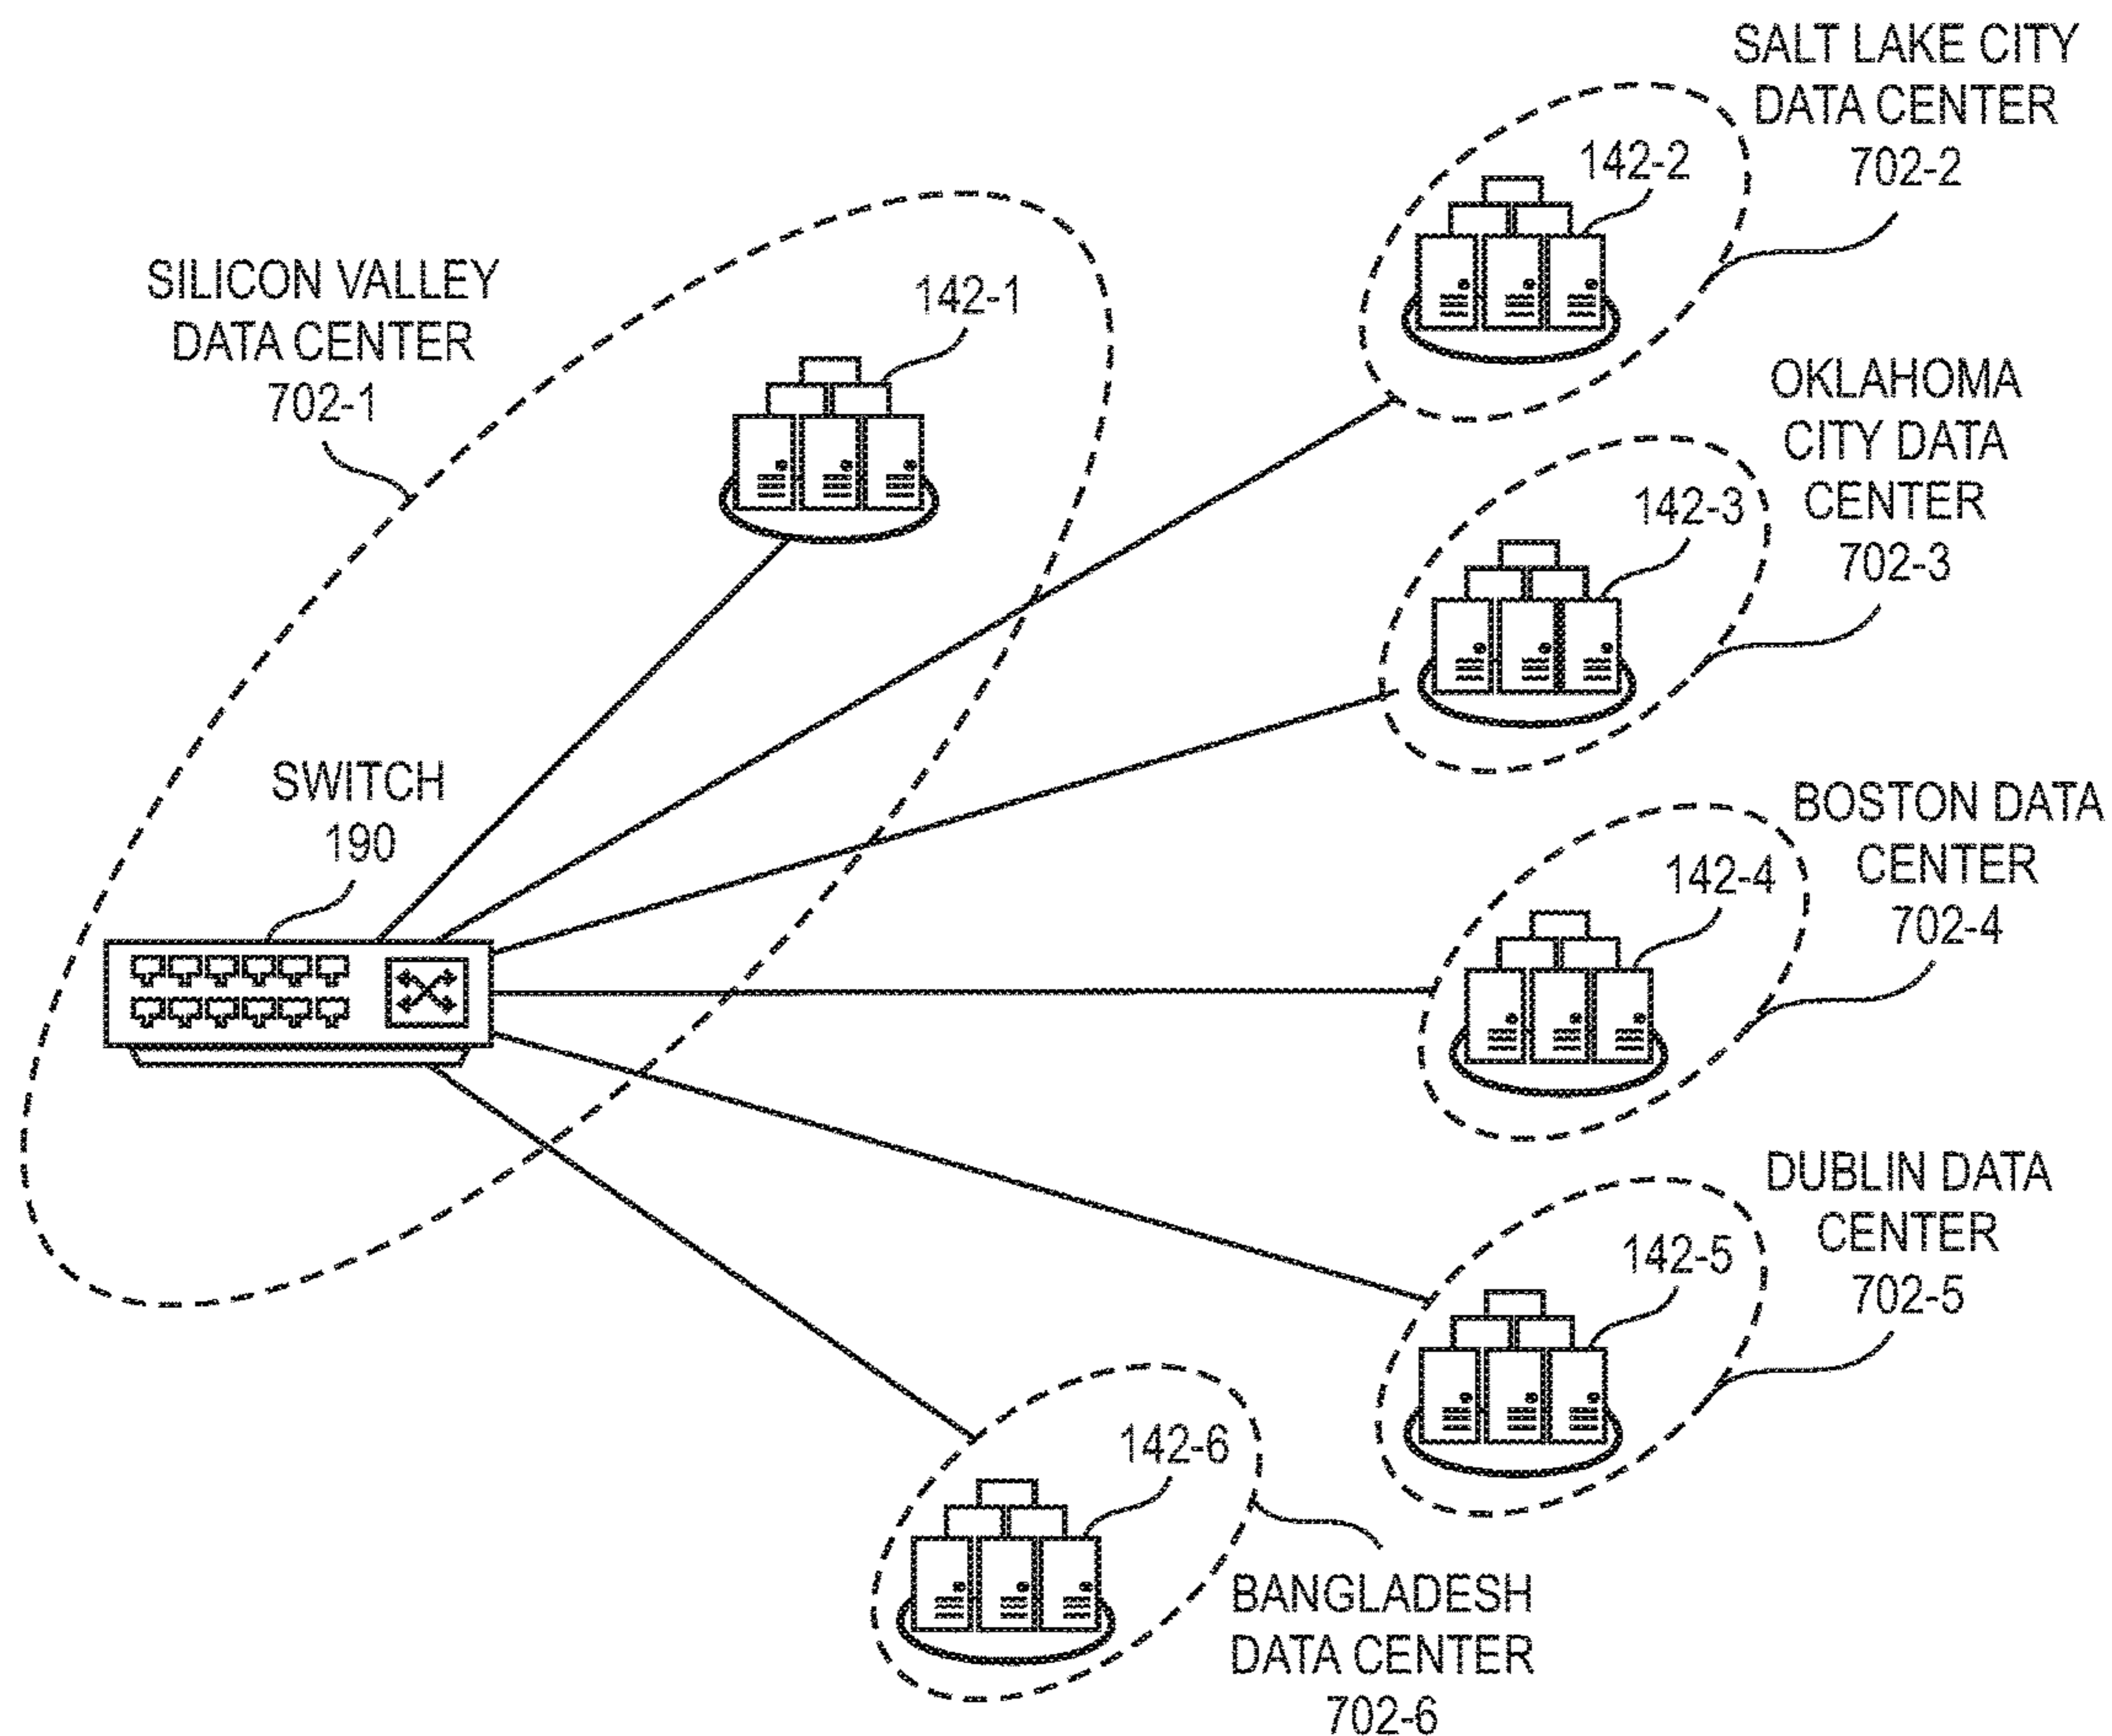 SALT LAKE CITY
DATA CENTER
702-2
142-2
SILICON VALLEY
DATA CENTER
702-1
142-1
OKLAHOMA
CITY DATA
CENTER
702-3
142-3
SWITCH
190
BOSTON DATA
CENTER
702-4
142-4
DUBLIN DATA
CENTER
702-5
142-5
142-6
BANGLADESH
DATA CENTER
702-6